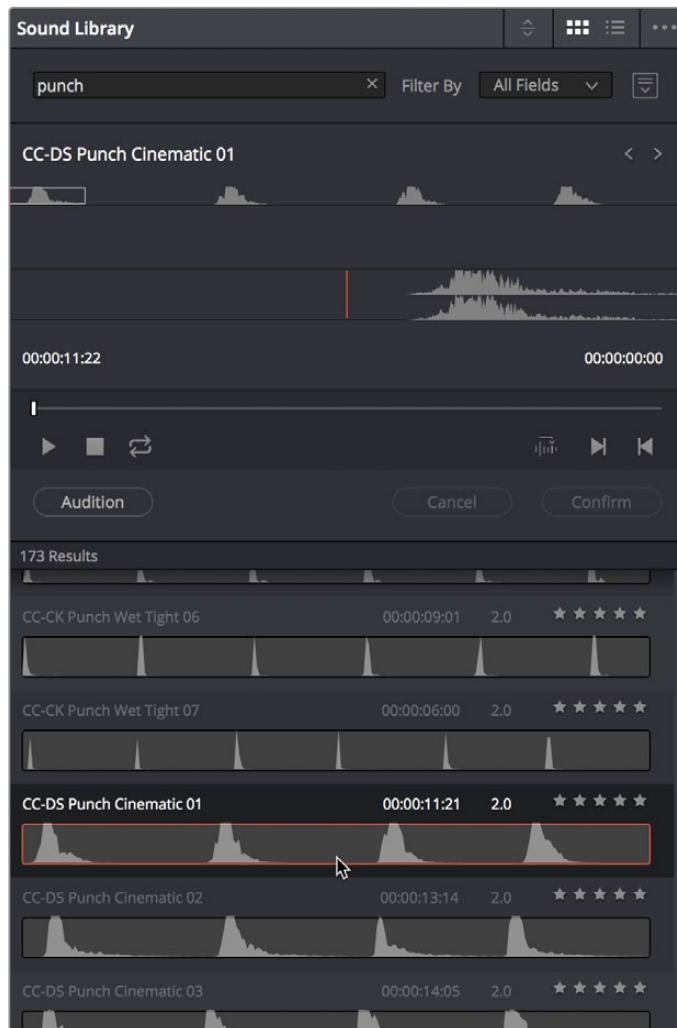 Sound Library
punch Filter By All Fields
CC-DS Punch Cinematic 01
00:00:11:22 00:00:00:00
Audition Cancel Confirm
173 Results
CC-CK Punch Wet Tight 06 00:00:09:01 2.0
CC-CK Punch Wet Tight 07 00:00:06:00 2.0
CC-DS Punch Cinematic 01 00:00:11:21 2.0
CC-DS Punch Cinematic 02 00:00:13:14 2.0
CC-DS Punch Cinematic 03 00:00:14:05 2.0